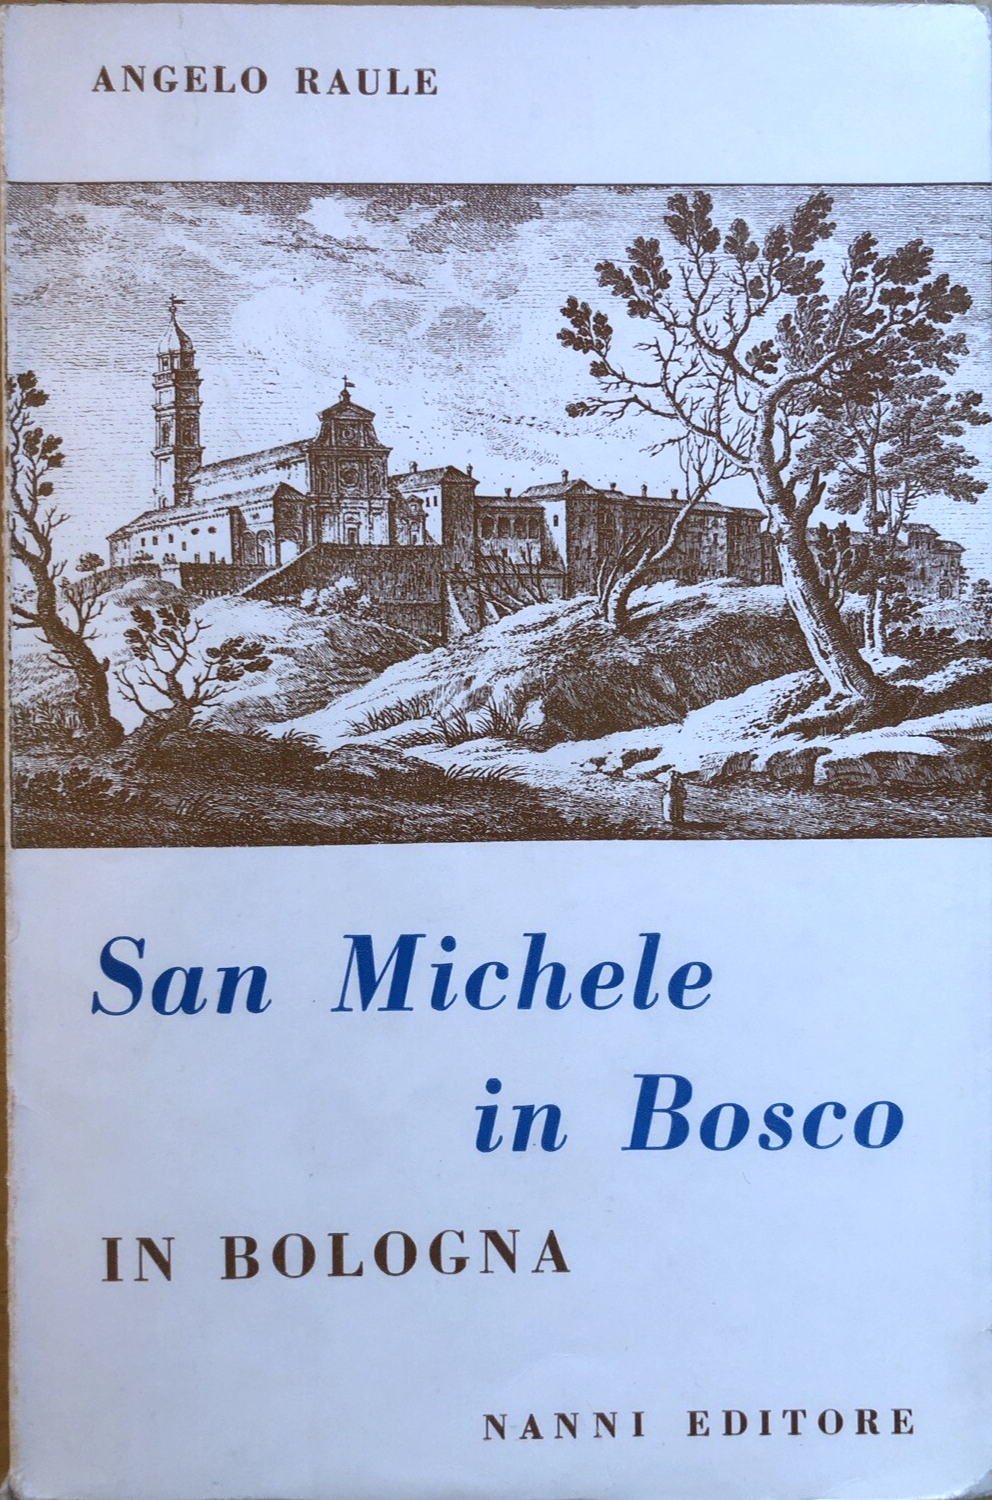 ANGELO RAULE
San Michele
in Bosco
IN BOLOGNA
NANNI EDITORE